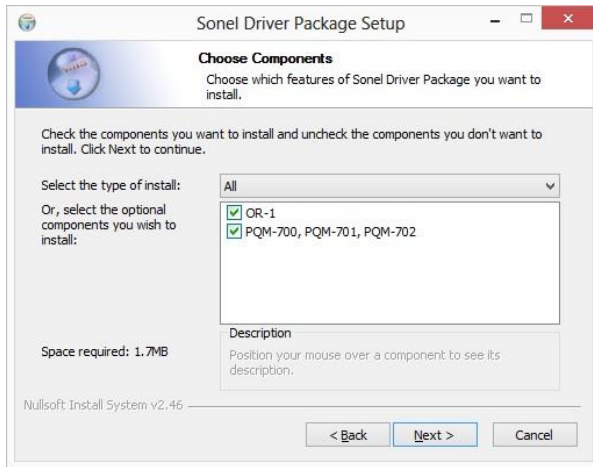 Sonel Driver Package Setup
Choose Components
Choose which features of Sonel Driver Package you want to
install.
Check the components you want to install and uncheck the components you don't want to
install. Click Next to continue.
Select the type of install:
All
Or, select the optional
components you wish to
install:
OR-1
PQM-700, PQM-701, PQM-702
Space required: 1.7MB
Description
Position your mouse over a component to see its
description.
Nullsoft Install System v2.46
< Back
Next >
Cancel